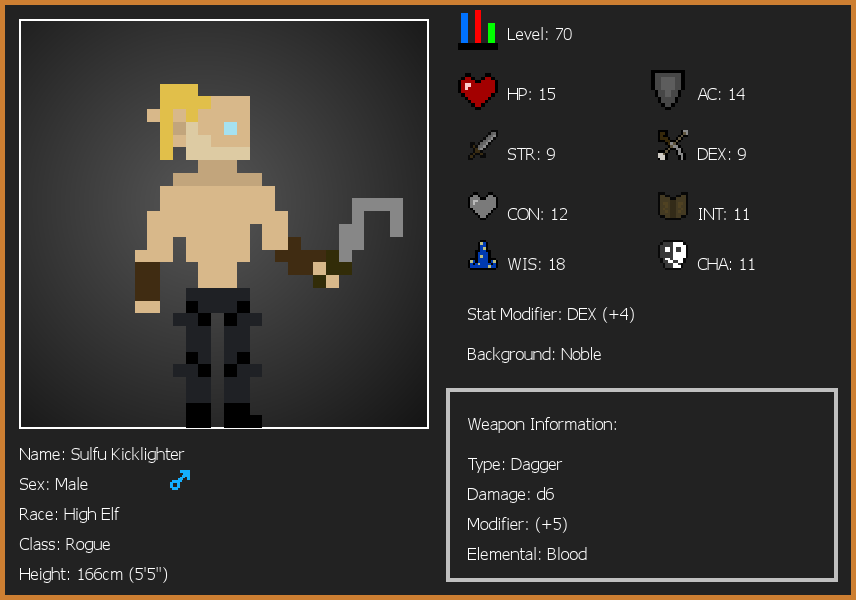 Level: 70
HP: 15
AC: 14
STR: 9
DEX: 9
CON: 12
INT: 11
WIS: 18
CHA: 11
Stat Modifier: DEX (+4)
Background: Noble
Weapon Information:
Type: Dagger
Damage: d6
Modifier: (+5)
Elemental: Blood
Name: Sulfu Kicklighter
Sex: Male
Race: High Elf
Class: Rogue
Height: 166cm (5'5")